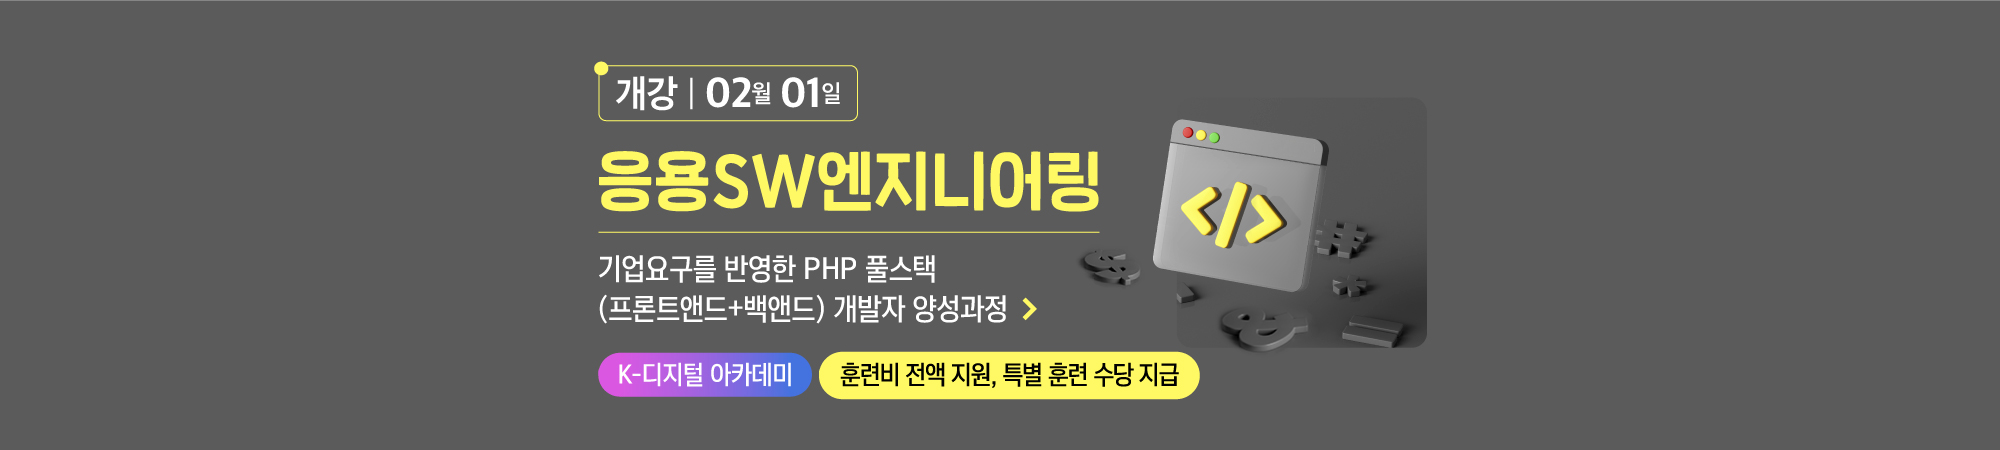 개강 | 02월 01일
응용SW엔지니어링
기업요구를 반영한 PHP 풀스택
(프론트앤드+백앤드) 개발자 양성과정 >
K-디지털 아카데미
훈련비 전액 지원, 특별 훈련 수당 지급